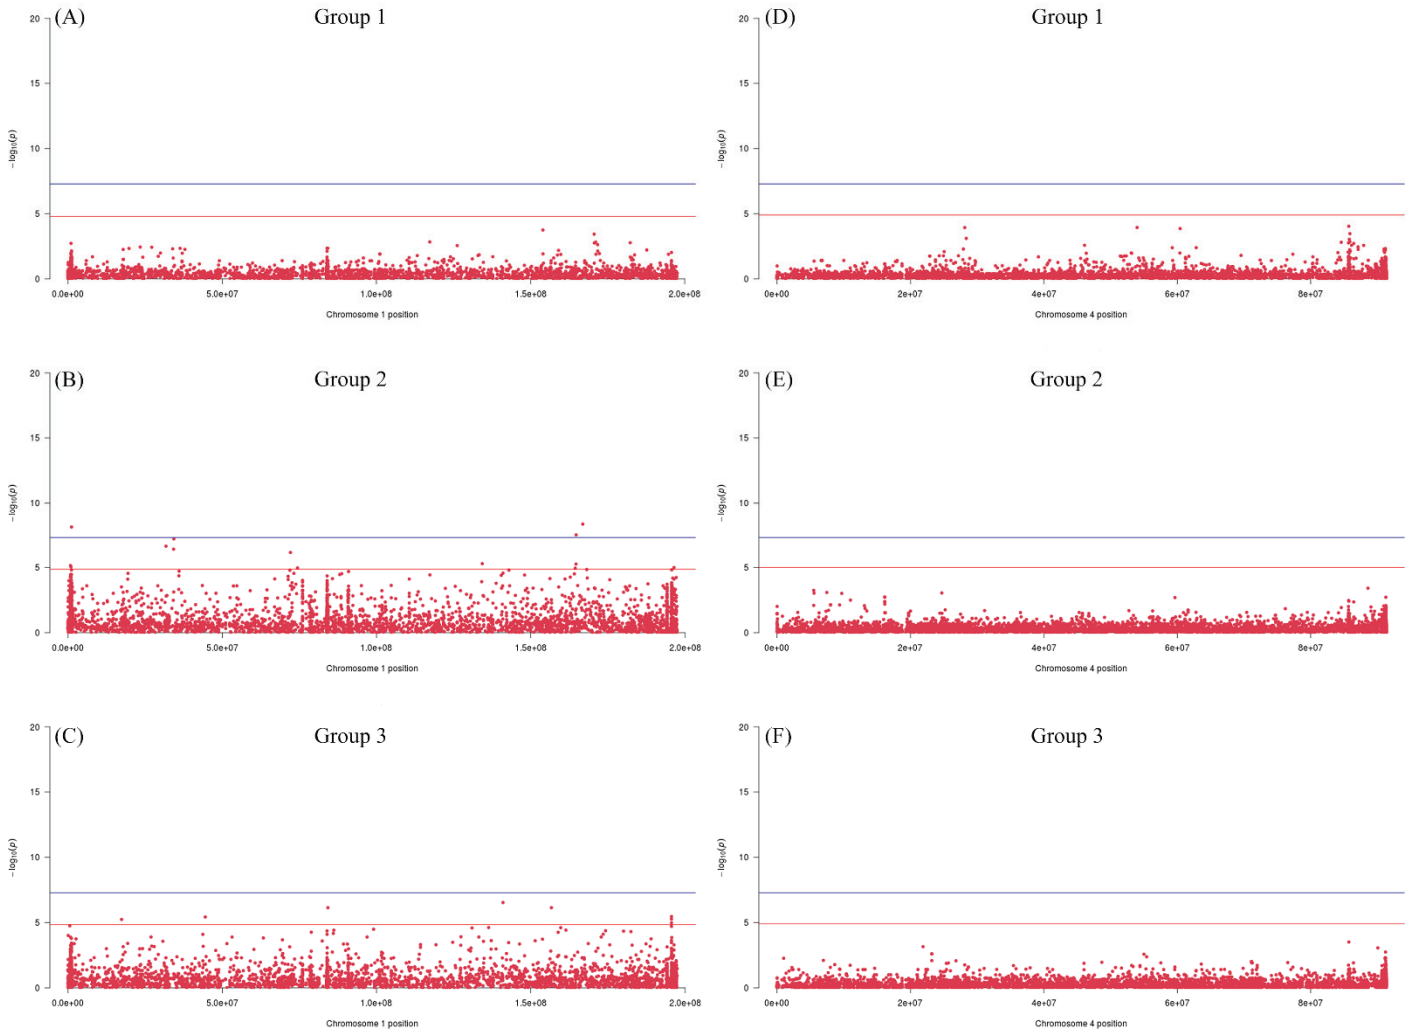 (A) Group 1
20
15
10
5
0
−log10(p)
0.0e+00 5.0e+07 1.0e+08 1.5e+08 2.0e+08
Chromosome 1 position
(D) Group 1
20
15
10
5
0
−log10(p)
0e+00 2e+07 4e+07 6e+07 8e+07
Chromosome 4 position
(B) Group 2
20
15
10
5
0
−log10(p)
0.0e+00 5.0e+07 1.0e+08 1.5e+08 2.0e+08
Chromosome 1 position
(E) Group 2
20
15
10
5
0
−log10(p)
0e+00 2e+07 4e+07 6e+07 8e+07
Chromosome 4 position
(C) Group 3
20
15
10
5
0
−log10(p)
0.0e+00 5.0e+07 1.0e+08 1.5e+08 2.0e+08
Chromosome 1 position
(F) Group 3
20
15
10
5
0
−log10(p)
0e+00 2e+07 4e+07 6e+07 8e+07
Chromosome 4 position